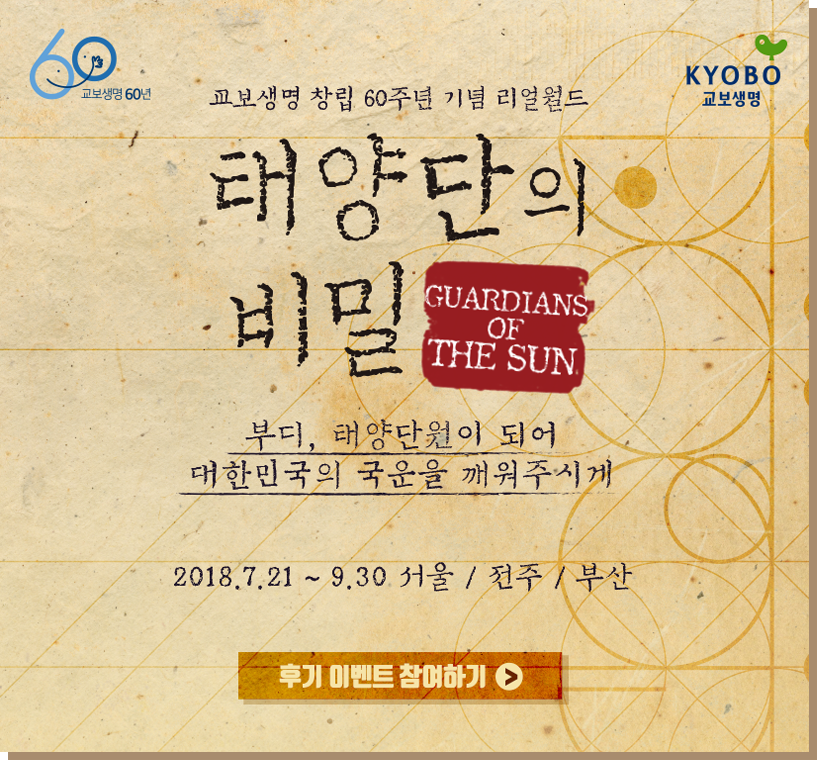 60
교보생명 60년
KYOBO
교보생명
교보생명 창립 60주년 기념 리얼월드
태양단의
비밀
GUARDIANS
OF
THE SUN
부디, 태양단원이 되어
대한민국의 국운을 깨워주시게
2018.7.21 ~ 9.30 서울 / 전주 / 부산
후기 이벤트 참여하기